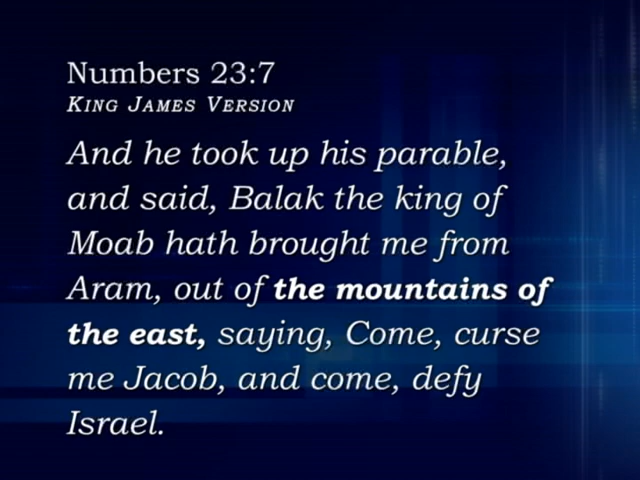 Numbers 23:7
King James Version
And he took up his parable,
and said, Balak the king of
Moab hath brought me from
Aram, out of the mountains of
the east, saying, Come, curse
me Jacob, and come, defy
Israel.